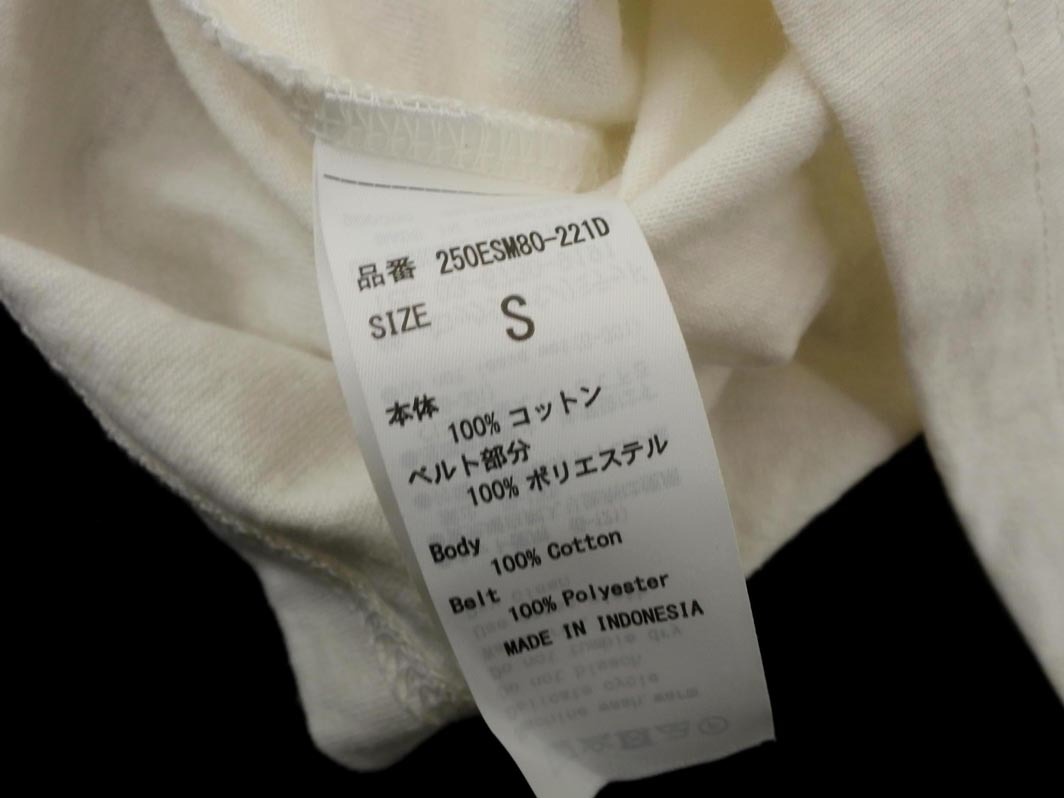 品番 250ESM80-221D
SIZE S
本体
100% コットン
ベルト部分
100% ポリエステル
Body
100% Cotton
Belt
100% Polyester
MADE IN INDONESIA